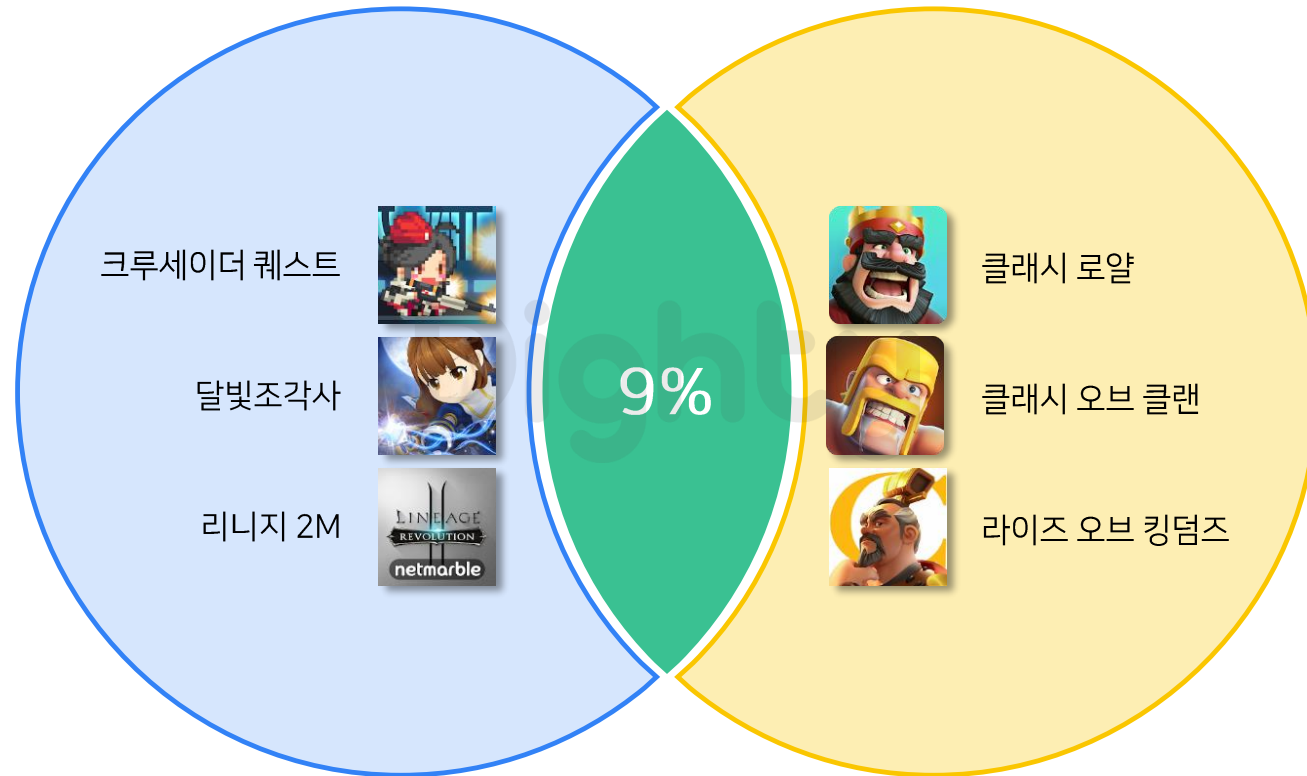 크루세이더 퀘스트
달빛조각사
리니지 2M
LINEAGE
REVOLUTION
netmarble
9%
클래시 로얄
클래시 오브 클랜
라이즈 오브 킹덤즈